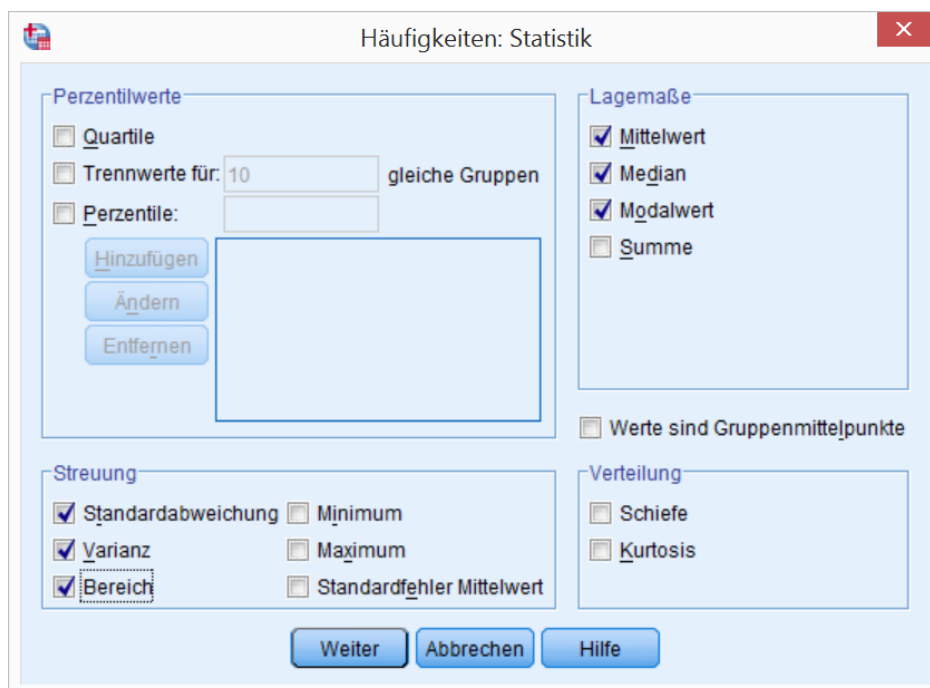 Häufigkeiten: Statistik
Perzentilwerte
Quartile
Trennwerte für: 10 gleiche Gruppen
Perzentile:
Hinzufügen
Ändern
Entfernen
Lagemaße
Mittelwert
Median
Modalwert
Summe
Werte sind Gruppenmittelpunkte
Streuung
Standardabweichung Minimum
Varianz Maximum
Bereich Standardfehler Mittelwert
Verteilung
Schiefe
Kurtosis
Weiter Abbrechen Hilfe